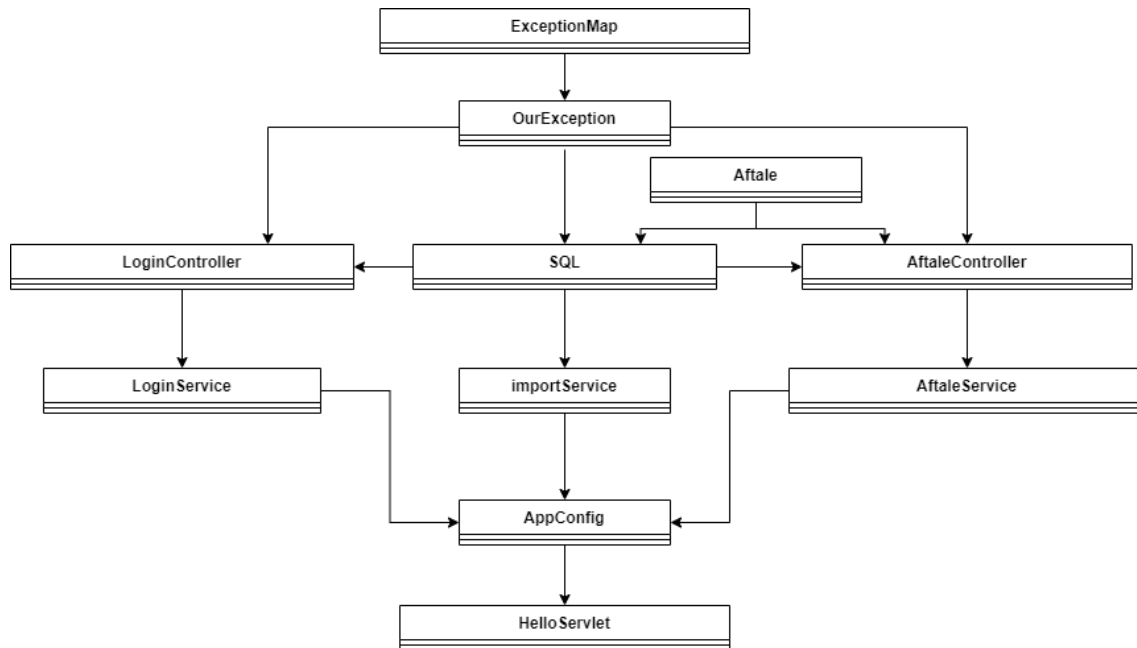 ExceptionMap
OurException
Aftale
LoginController
SQL
AftaleController
LoginService
importService
AftaleService
AppConfig
HelloServlet